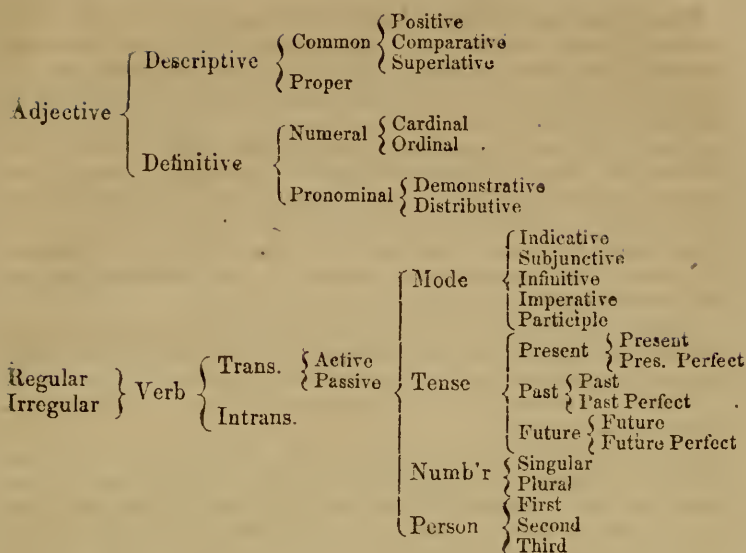 Positive
Common Comparative
Descriptive Superlative
Proper
Adjective
Numeral Cardinal
Ordinal
Definitive
Pronominal Demonstrative
Distributive
Indicative
Subjunctive
Mode Infinitive
Imperative
Participle
Present Present
Pres. Perfect
Regular Verb Trans. Active Tense Past Past
Irregular Passive Past Perfect
Intrans. Future Future
Future Perfect
Numb'r Singular
Plural
First
Person Second
Third